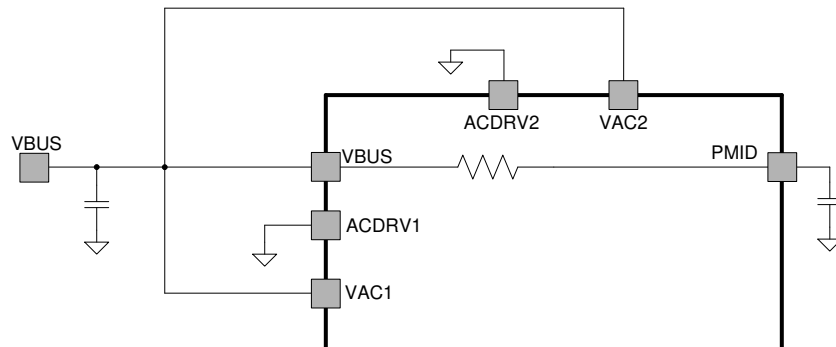 ACDRV2
VAC2
VBUS
VBUS
PMID
ACDRV1
VAC1